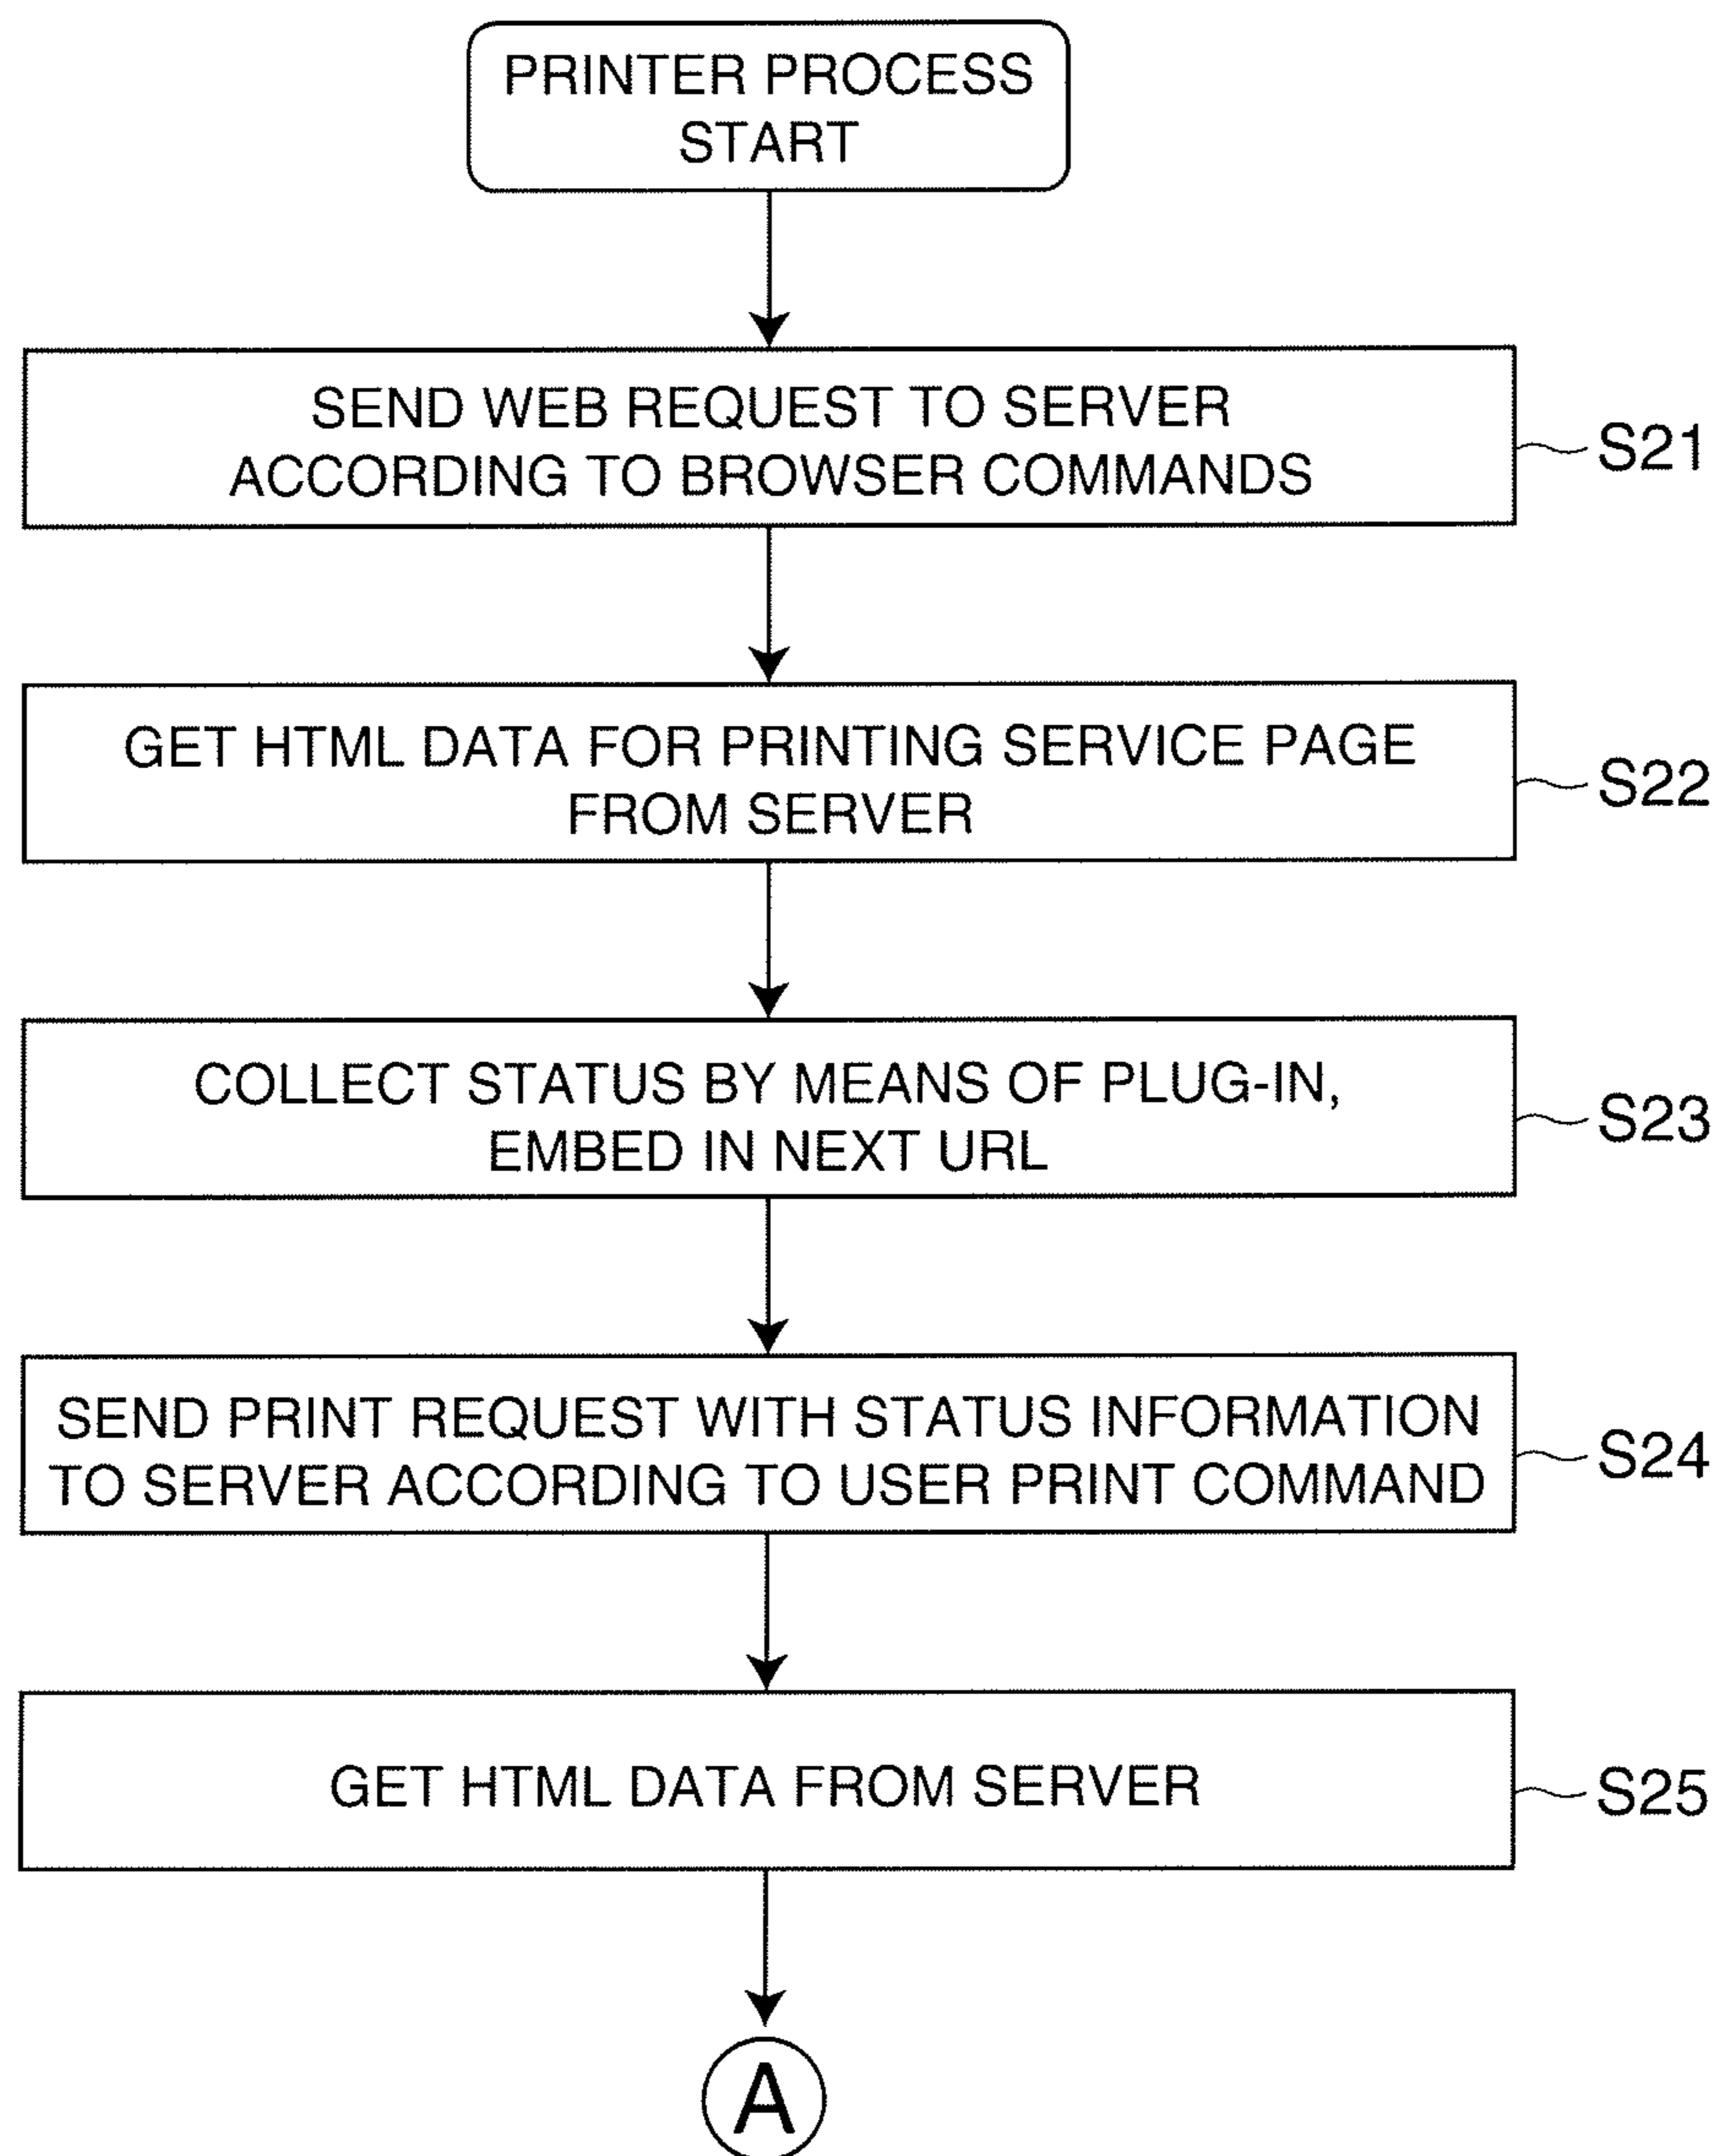 PRINTER PROCESS
START
SEND WEB REQUEST TO SERVER
ACCORDING TO BROWSER COMMANDS
S21
GET HTML DATA FOR PRINTING SERVICE PAGE
FROM SERVER
S22
COLLECT STATUS BY MEANS OF PLUG-IN,
EMBED IN NEXT URL
S23
SEND PRINT REQUEST WITH STATUS INFORMATION
TO SERVER ACCORDING TO USER PRINT COMMAND
S24
GET HTML DATA FROM SERVER
S25
A